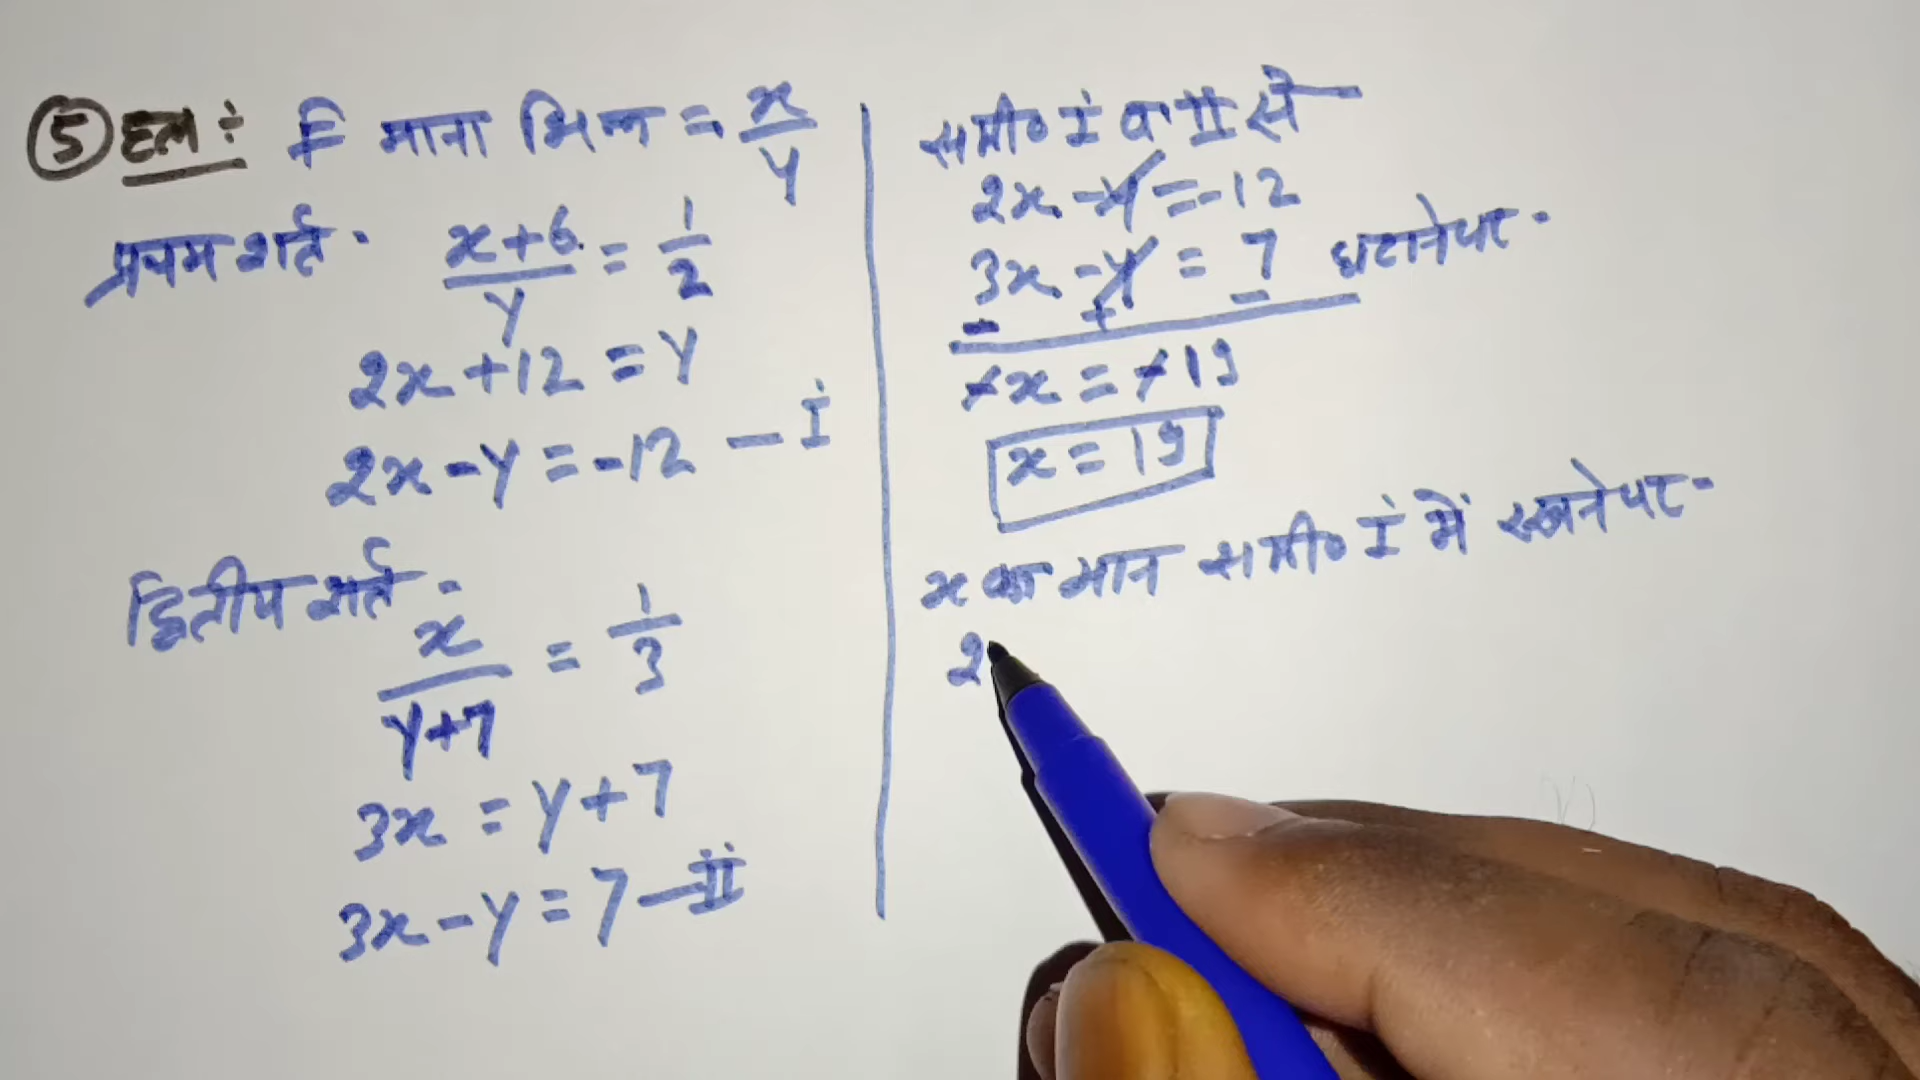 ⑤ हल :- F माना भिन्न = x/y
प्रथम शर्त - x+6/y = 1/2
2x+12 = y
2x-y = -12 — I
द्वितीय शर्त -
x/y+7 = 1/3
3x = y+7
3x-y = 7 — II
समी० I व II से
2x-y = -12
3x-y = 7 घटाने पर -
- + -
-x = -19
x = 19
x का मान समी० I में रखने पर -
2